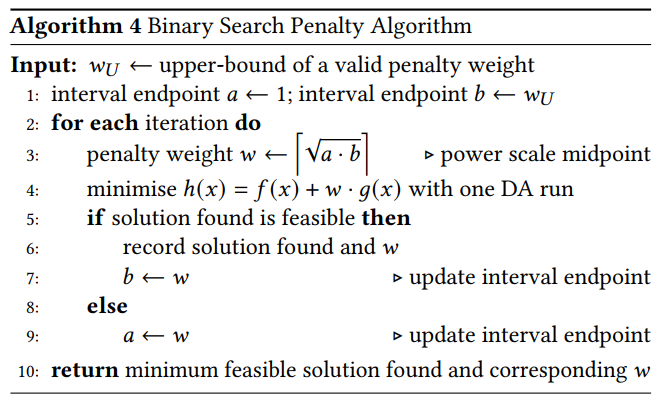 Algorithm 4 Binary Search Penalty Algorithm
Input: w_U ← upper-bound of a valid penalty weight
1: interval endpoint a ← 1; interval endpoint b ← w_U
2: for each iteration do
3: penalty weight w ← ⌈√(a · b)⌉ ▹ power scale midpoint
4: minimise h(x) = f(x) + w · g(x) with one DA run
5: if solution found is feasible then
6: record solution found and w
7: b ← w ▹ update interval endpoint
8: else
9: a ← w ▹ update interval endpoint
10: return minimum feasible solution found and corresponding w